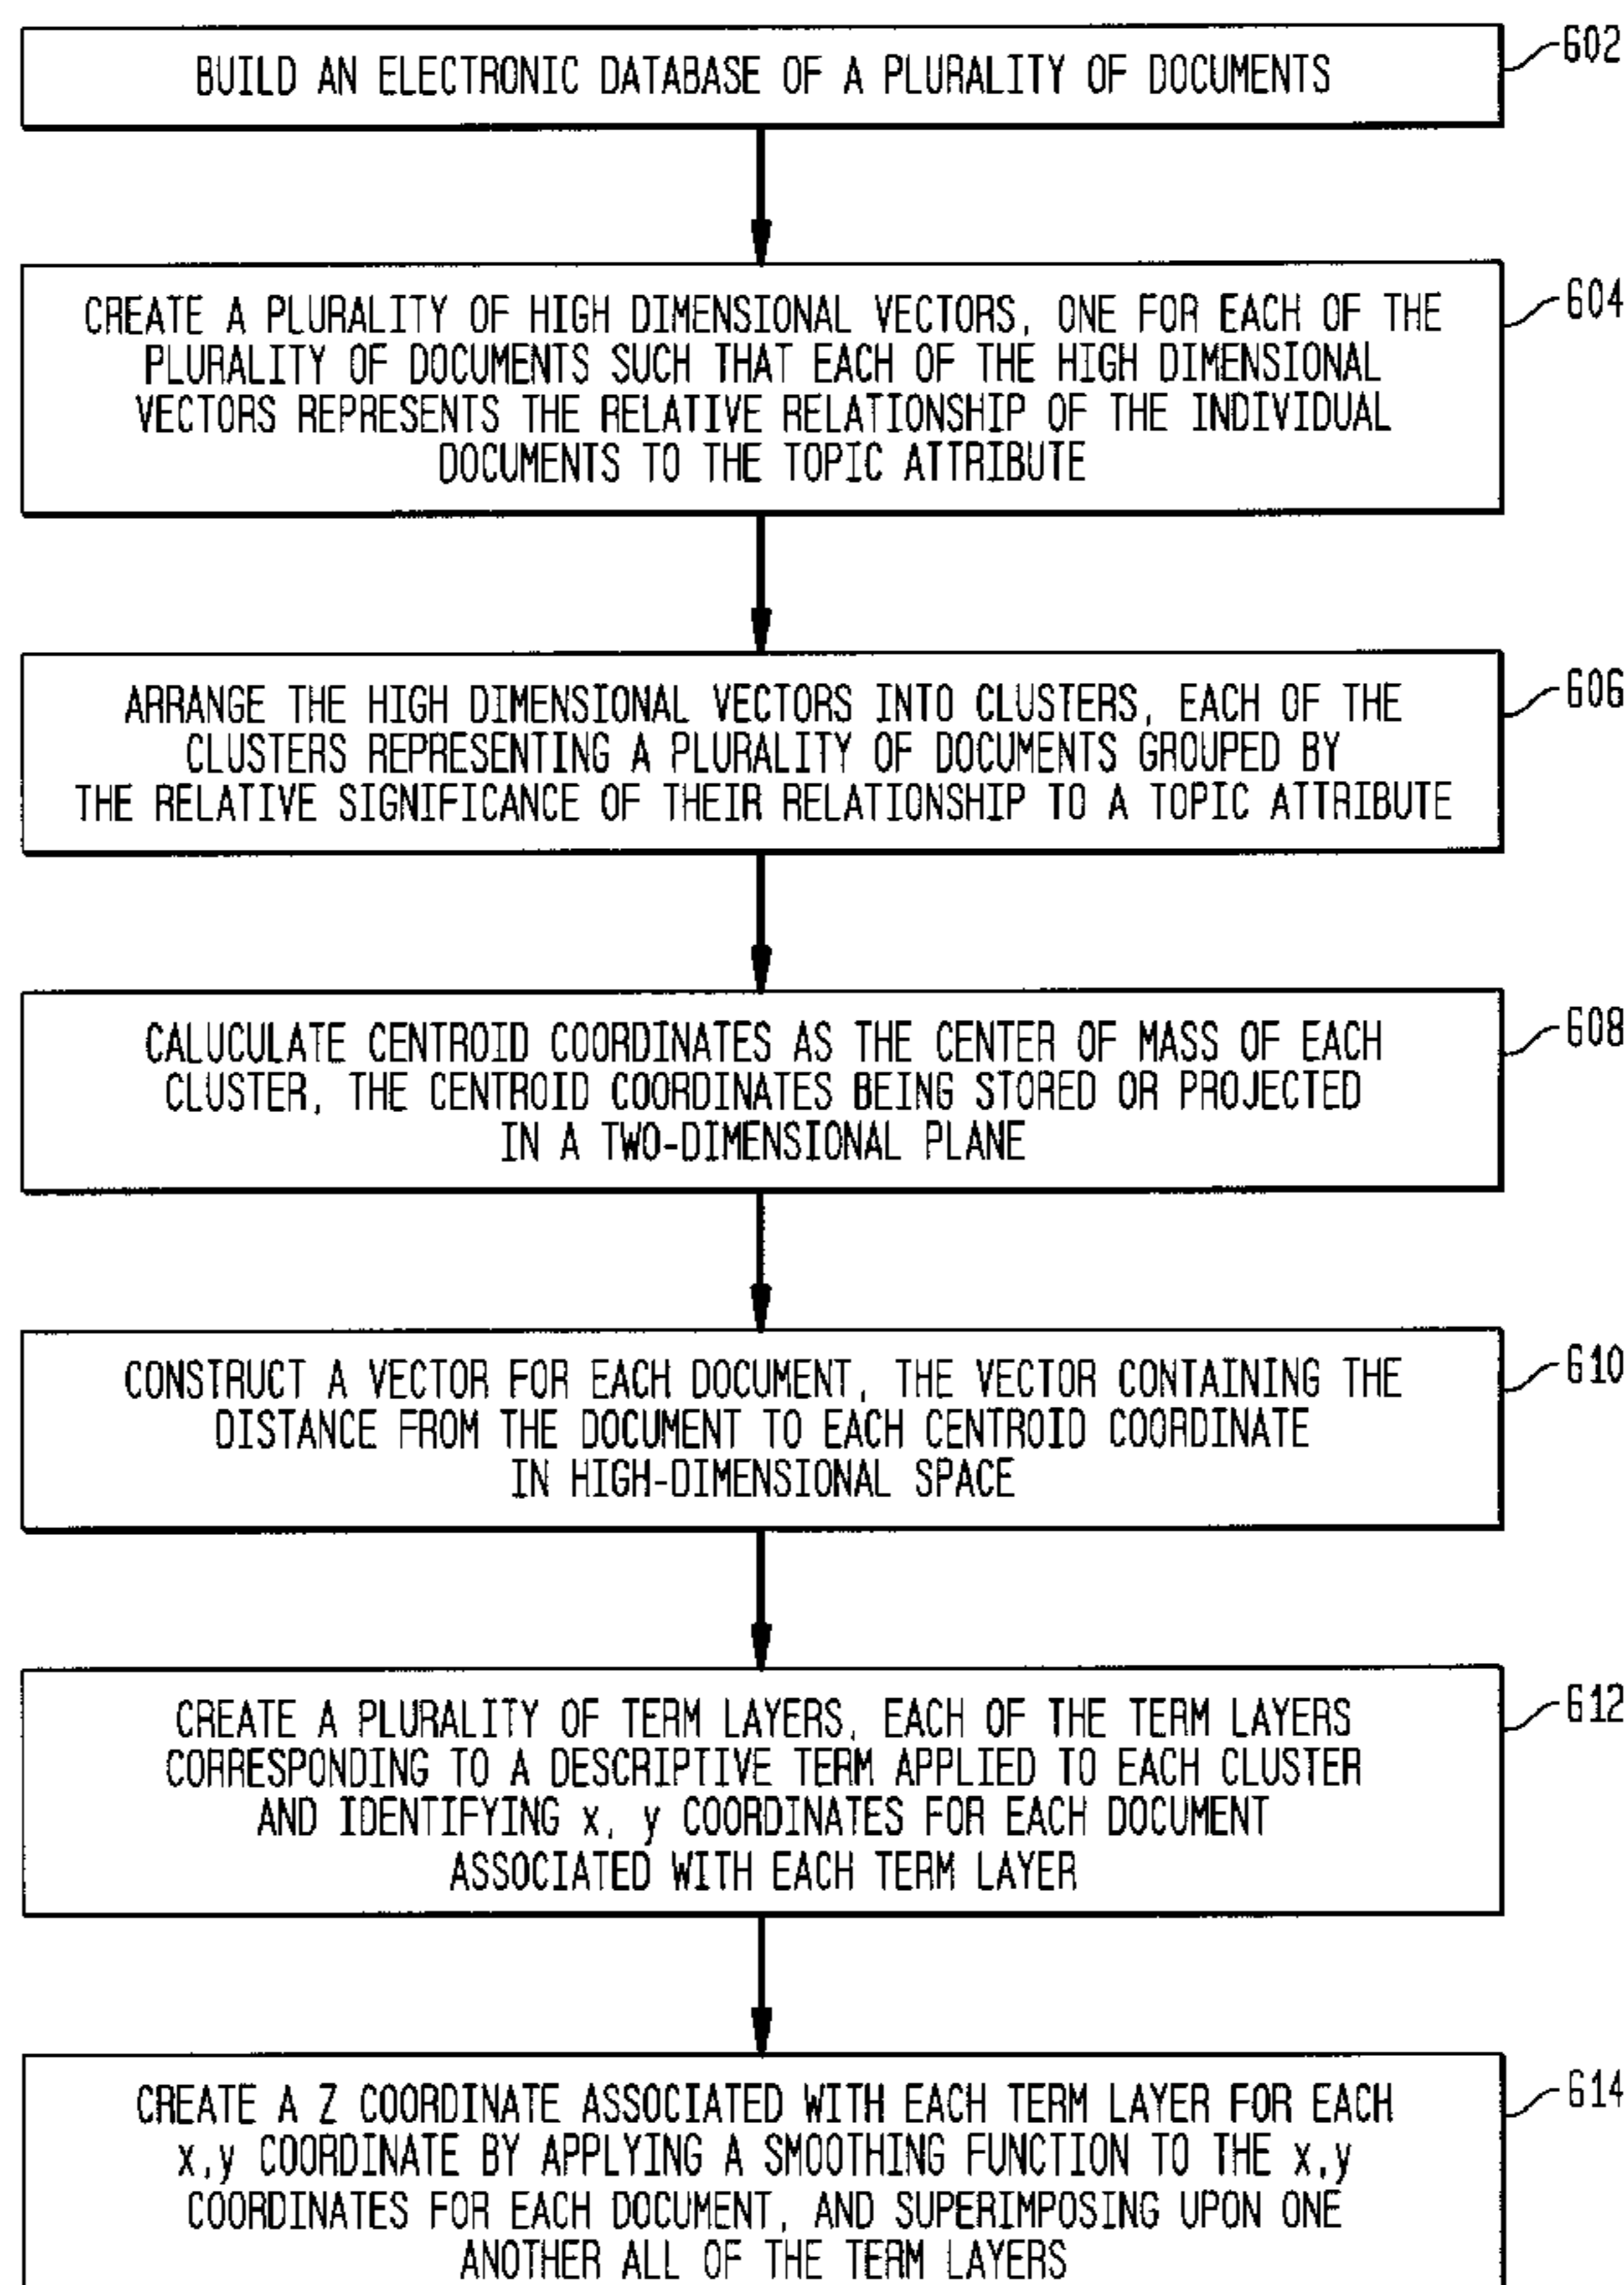 BUILD AN ELECTRONIC DATABASE OF A PLURALITY OF DOCUMENTS
602
CREATE A PLURALITY OF HIGH DIMENSIONAL VECTORS, ONE FOR EACH OF THE
PLURALITY OF DOCUMENTS SUCH THAT EACH OF THE HIGH DIMENSIONAL
VECTORS REPRESENTS THE RELATIVE RELATIONSHIP OF THE INDIVIDUAL
DOCUMENTS TO THE TOPIC ATTRIBUTE
604
ARRANGE THE HIGH DIMENSIONAL VECTORS INTO CLUSTERS, EACH OF THE
CLUSTERS REPRESENTING A PLURALITY OF DOCUMENTS GROUPED BY
THE RELATIVE SIGNIFICANCE OF THEIR RELATIONSHIP TO A TOPIC ATTRIBUTE
606
CALUCULATE CENTROID COORDINATES AS THE CENTER OF MASS OF EACH
CLUSTER, THE CENTROID COORDINATES BEING STORED OR PROJECTED
IN A TWO-DIMENSIONAL PLANE
608
CONSTRUCT A VECTOR FOR EACH DOCUMENT, THE VECTOR CONTAINING THE
DISTANCE FROM THE DOCUMENT TO EACH CENTROID COORDINATE
IN HIGH-DIMENSIONAL SPACE
610
CREATE A PLURALITY OF TERM LAYERS, EACH OF THE TERM LAYERS
CORRESPONDING TO A DESCRIPTIVE TERM APPLIED TO EACH CLUSTER
AND IDENTIFYING x, y COORDINATES FOR EACH DOCUMENT
ASSOCIATED WITH EACH TERM LAYER
612
CREATE A Z COORDINATE ASSOCIATED WITH EACH TERM LAYER FOR EACH
x,y COORDINATE BY APPLYING A SMOOTHING FUNCTION TO THE x,y
COORDINATES FOR EACH DOCUMENT, AND SUPERIMPOSING UPON ONE
ANOTHER ALL OF THE TERM LAYERS
614